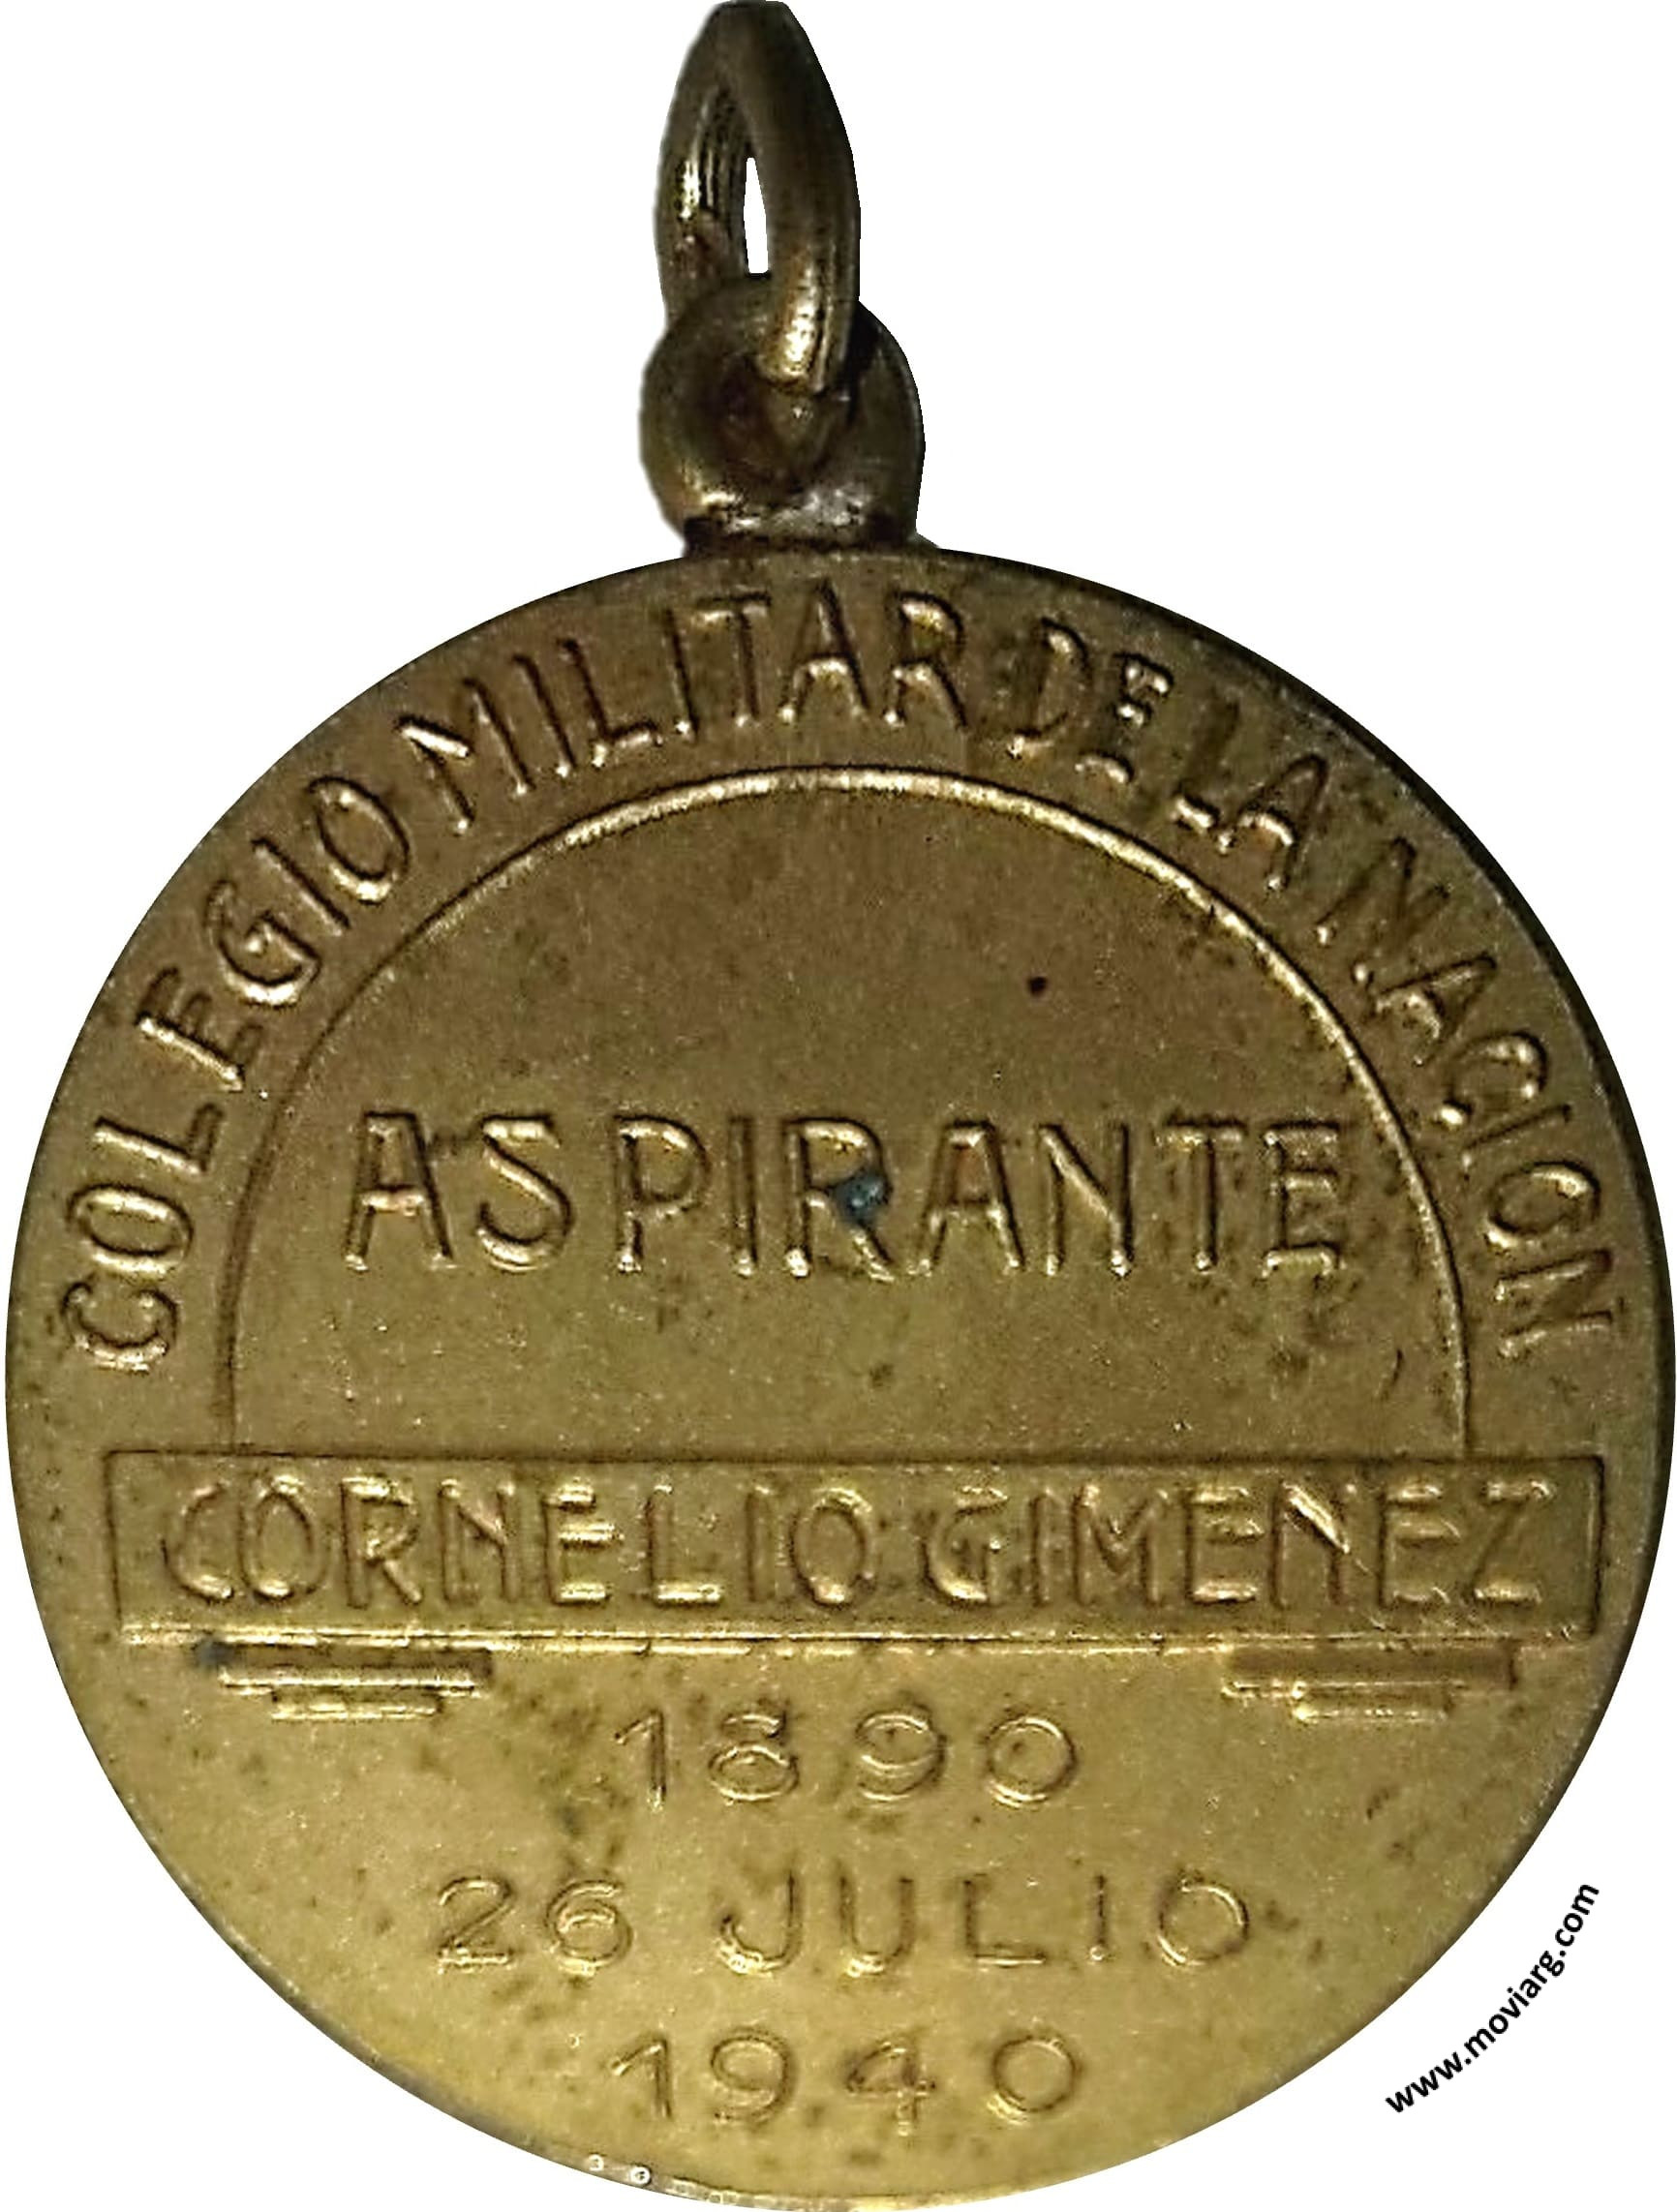 COLEGIO MILITAR DE LA NACION
ASPIRANTE
CORNELIO GIMENEZ
1890
26 JULIO
1940
www.moviarg.com